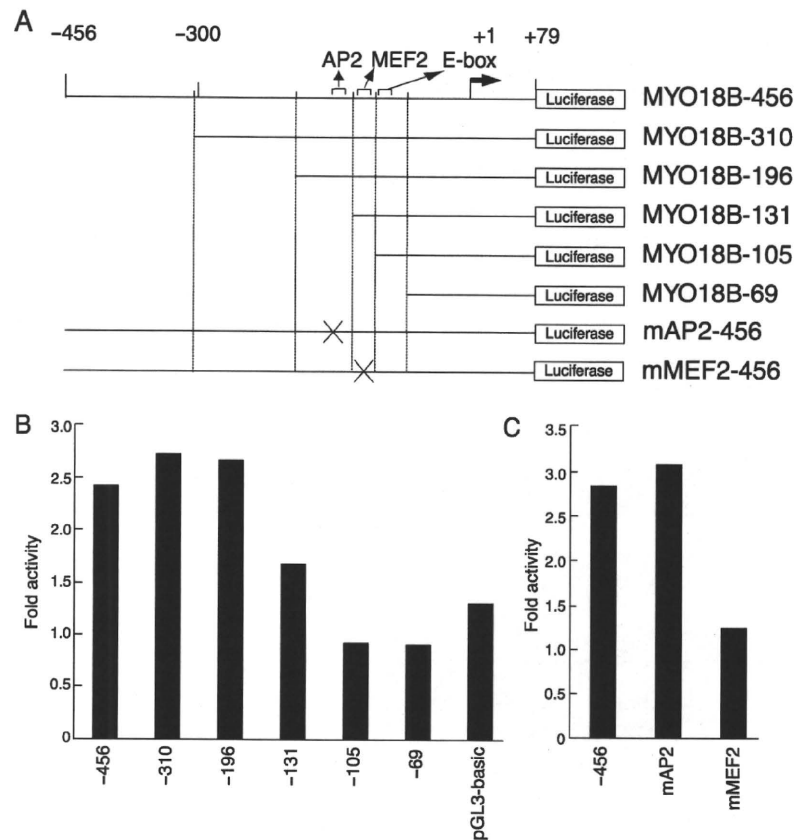 A
−456
−300
+1
+79
AP2
MEF2
E-box
Luciferase
MYO18B-456
Luciferase
MYO18B-310
Luciferase
MYO18B-196
Luciferase
MYO18B-131
Luciferase
MYO18B-105
Luciferase
MYO18B-69
Luciferase
mAP2-456
Luciferase
mMEF2-456
B
Fold activity
3.0
2.5
2.0
1.5
1.0
0.5
0
−456
−310
−196
−131
−105
−69
pGL3-basic
C
Fold activity
3.5
3.0
2.5
2.0
1.5
1.0
0.5
0
−456
mAP2
mMEF2